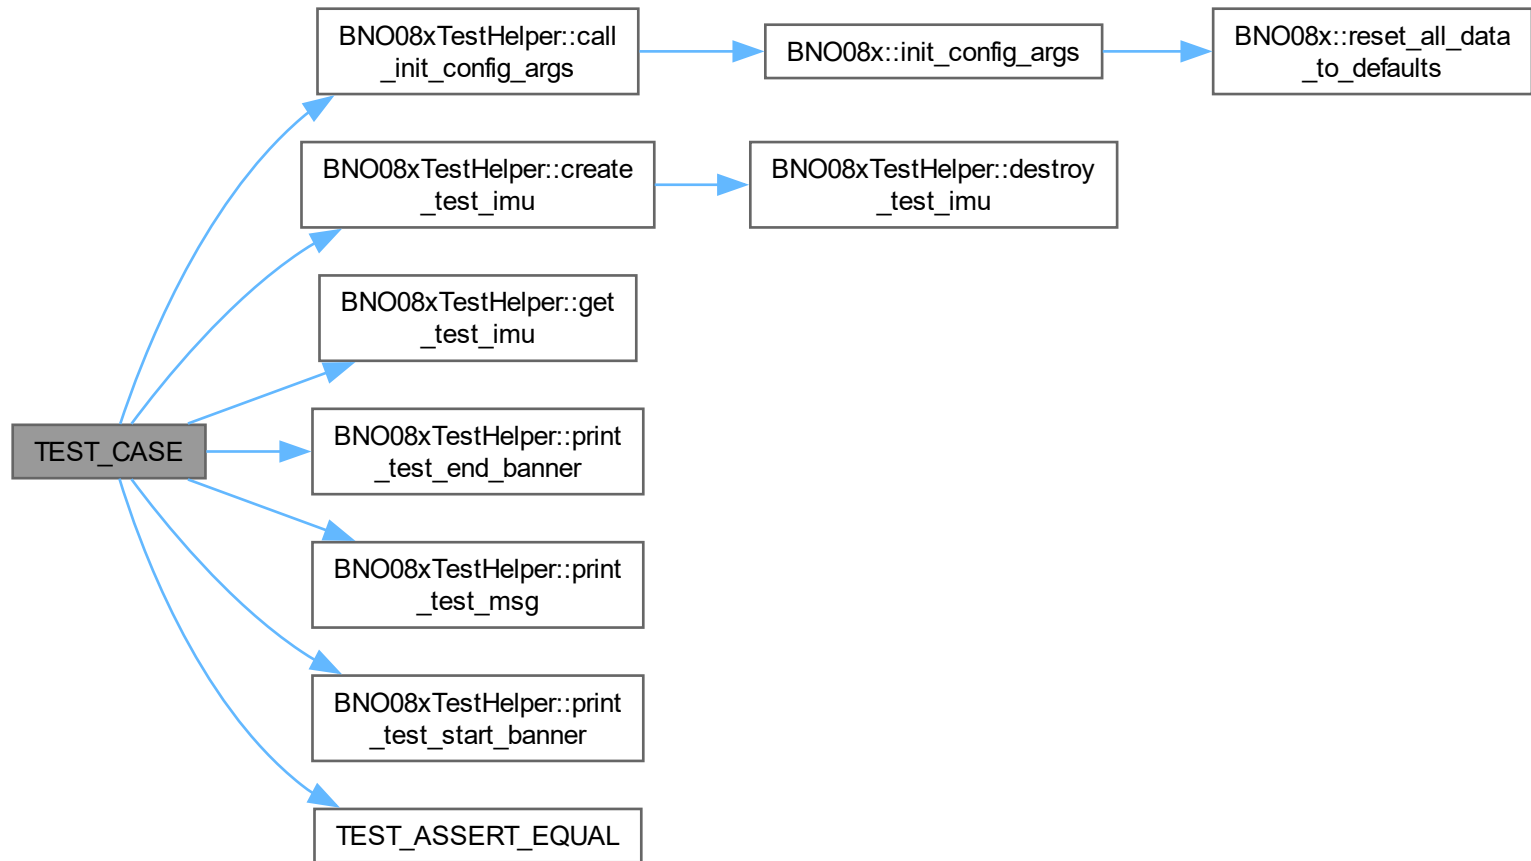 BNO08xTestHelper::call
_init_config_args
BNO08x::init_config_args
BNO08x::reset_all_data
_to_defaults
BNO08xTestHelper::create
_test_imu
BNO08xTestHelper::destroy
_test_imu
BNO08xTestHelper::get
_test_imu
TEST_CASE
BNO08xTestHelper::print
_test_end_banner
BNO08xTestHelper::print
_test_msg
BNO08xTestHelper::print
_test_start_banner
TEST_ASSERT_EQUAL